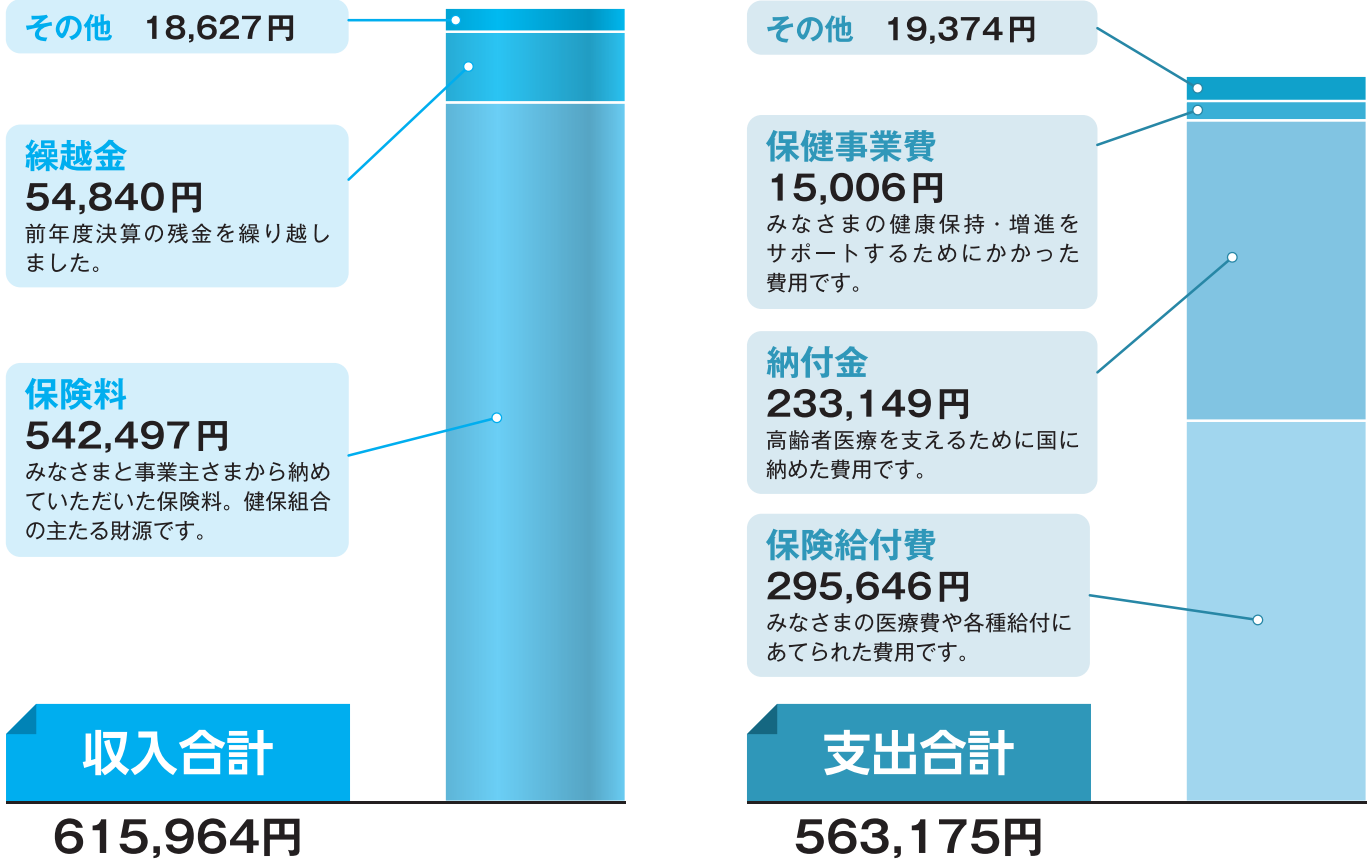 その他 18,627円
繰越金
54,840円
前年度決算の残金を繰り越し
ました。
保険料
542,497円
みなさまと事業主さまから納め
ていただいた保険料。健保組合
の主たる財源です。
収入合計
615,964円
その他 19,374円
保健事業費
15,006円
みなさまの健康保持・増進を
サポートするためにかかった
費用です。
納付金
233,149円
高齢者医療を支えるために国に
納めた費用です。
保険給付費
295,646円
みなさまの医療費や各種給付に
あてられた費用です。
支出合計
563,175円